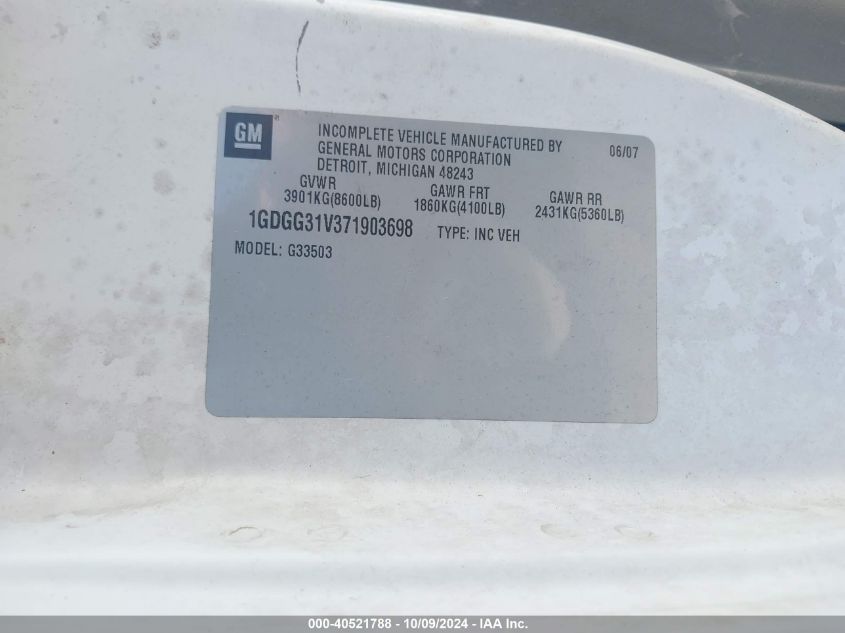 GM
INCOMPLETE VEHICLE MANUFACTURED BY
GENERAL MOTORS CORPORATION
DETROIT, MICHIGAN 48243
06/07
GVWR GAWR FRT GAWR RR
3901KG(8600LB) 1860KG(4100LB) 2431KG(5360LB)
1GDGG31V371903698 TYPE: INC VEH
MODEL: G33503
000-40521788 - 10/09/2024 - IAA Inc.